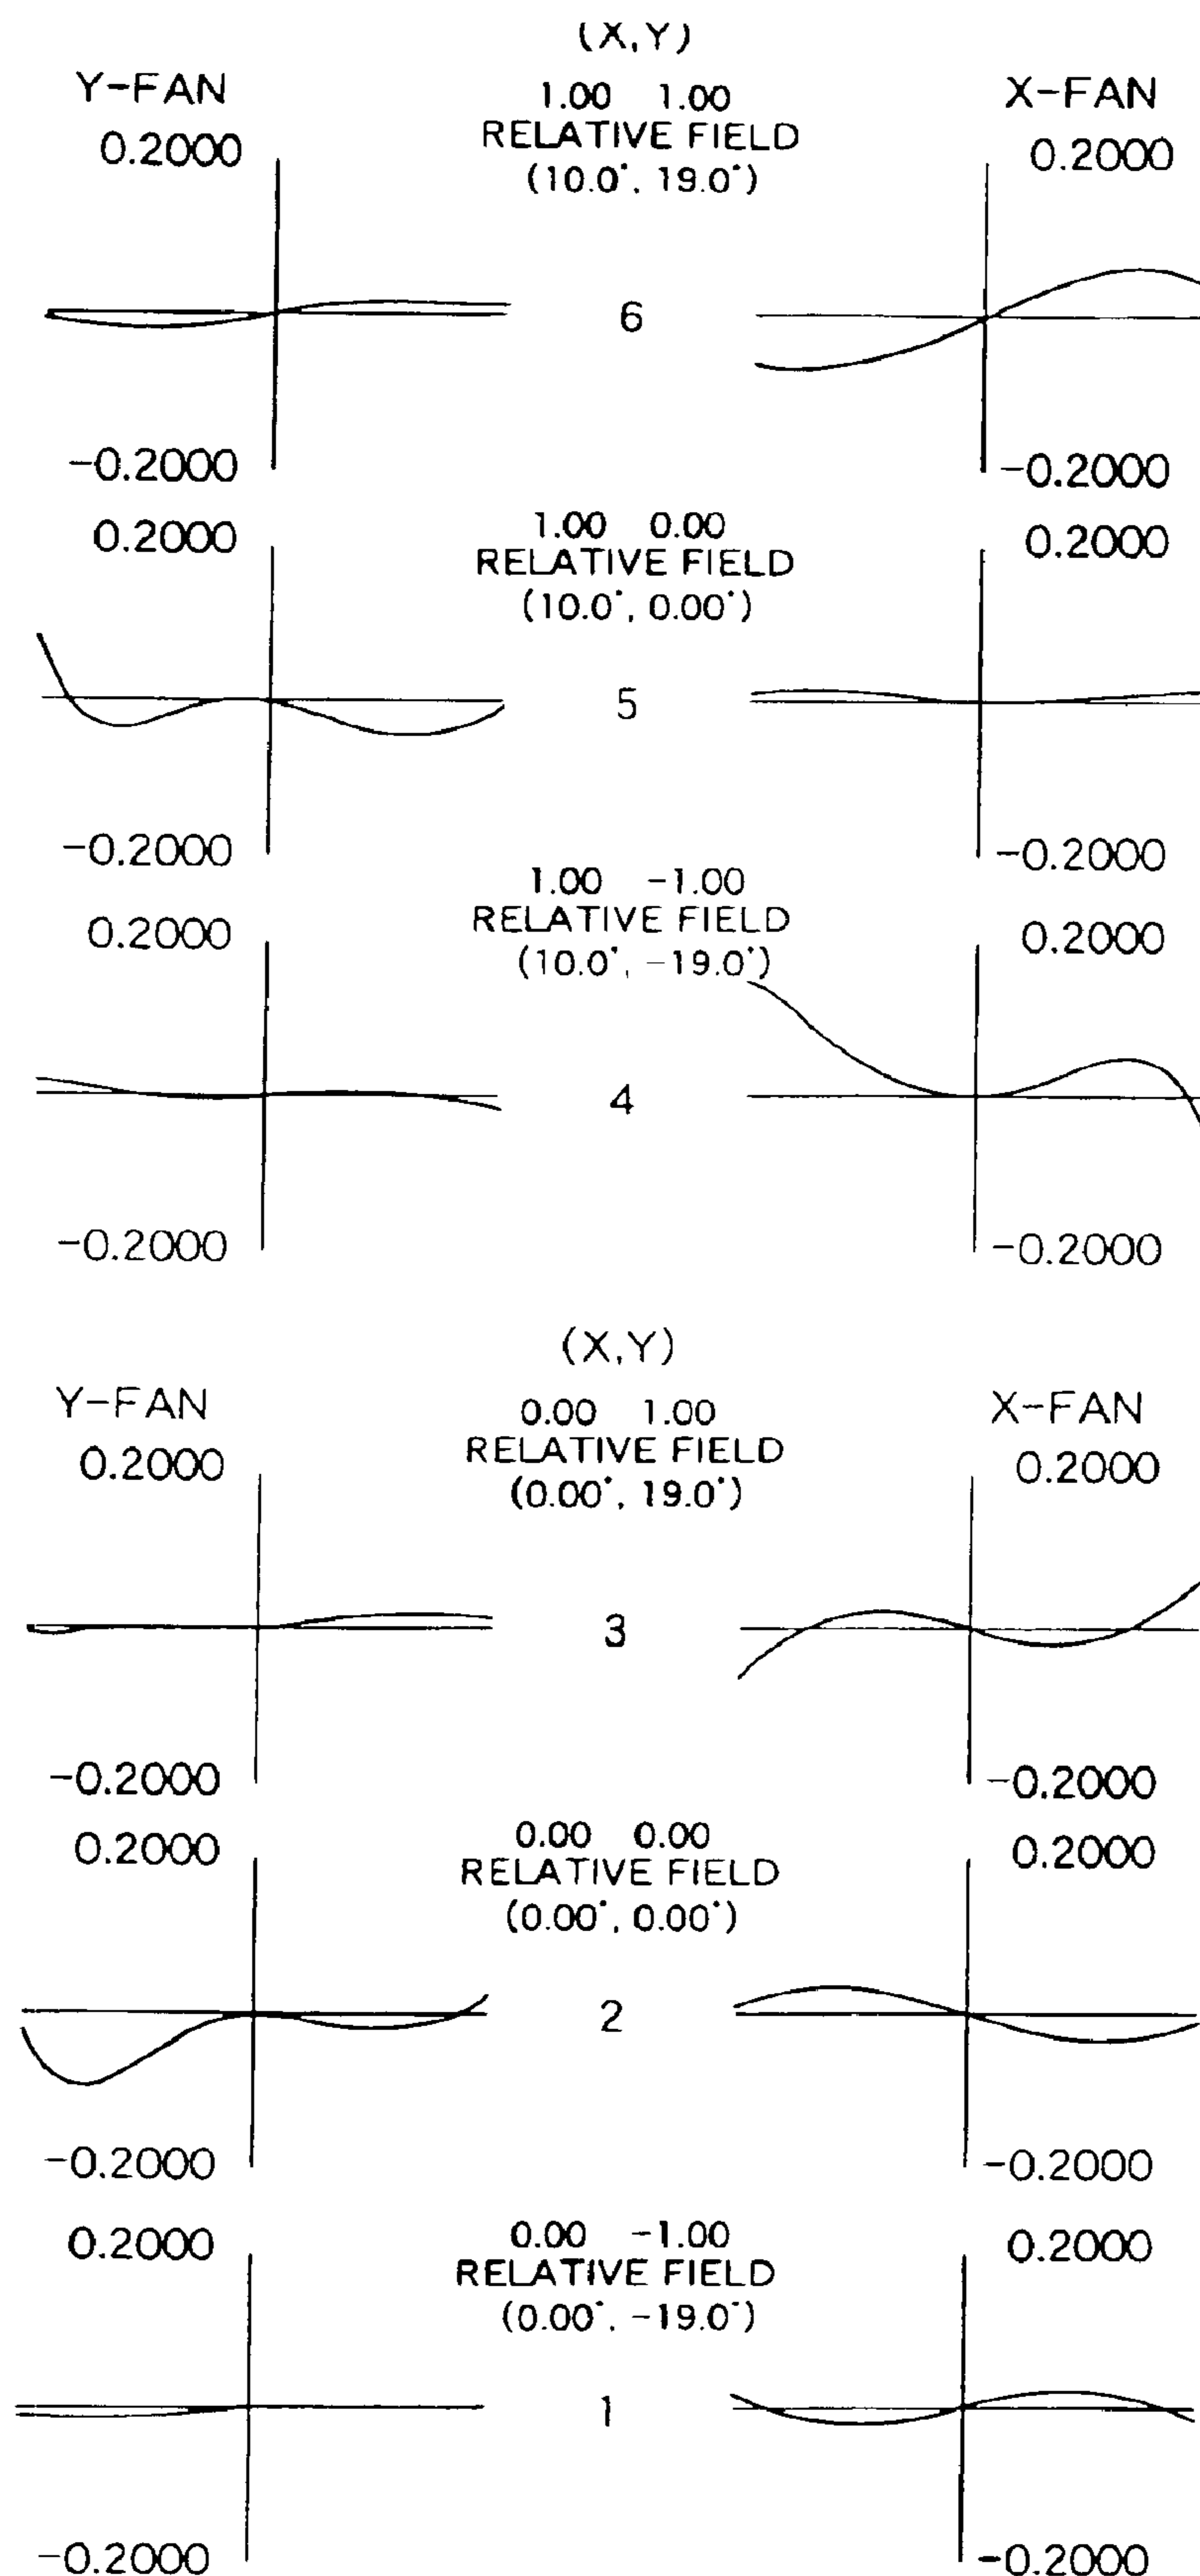 (X,Y)
Y-FAN 1.00 1.00 X-FAN
0.2000 RELATIVE FIELD 0.2000
(10.0°, 19.0°)
6
-0.2000 -0.2000
0.2000 1.00 0.00 0.2000
RELATIVE FIELD
(10.0°, 0.00°)
5
-0.2000 -0.2000
1.00 -1.00
0.2000 RELATIVE FIELD 0.2000
(10.0°, -19.0°)
4
-0.2000 -0.2000
(X,Y)
Y-FAN 0.00 1.00 X-FAN
0.2000 RELATIVE FIELD 0.2000
(0.00°, 19.0°)
3
-0.2000 -0.2000
0.2000 0.00 0.00 0.2000
RELATIVE FIELD
(0.00°, 0.00°)
2
-0.2000 -0.2000
0.2000 0.00 -1.00 0.2000
RELATIVE FIELD
(0.00°, -19.0°)
1
-0.2000 -0.2000